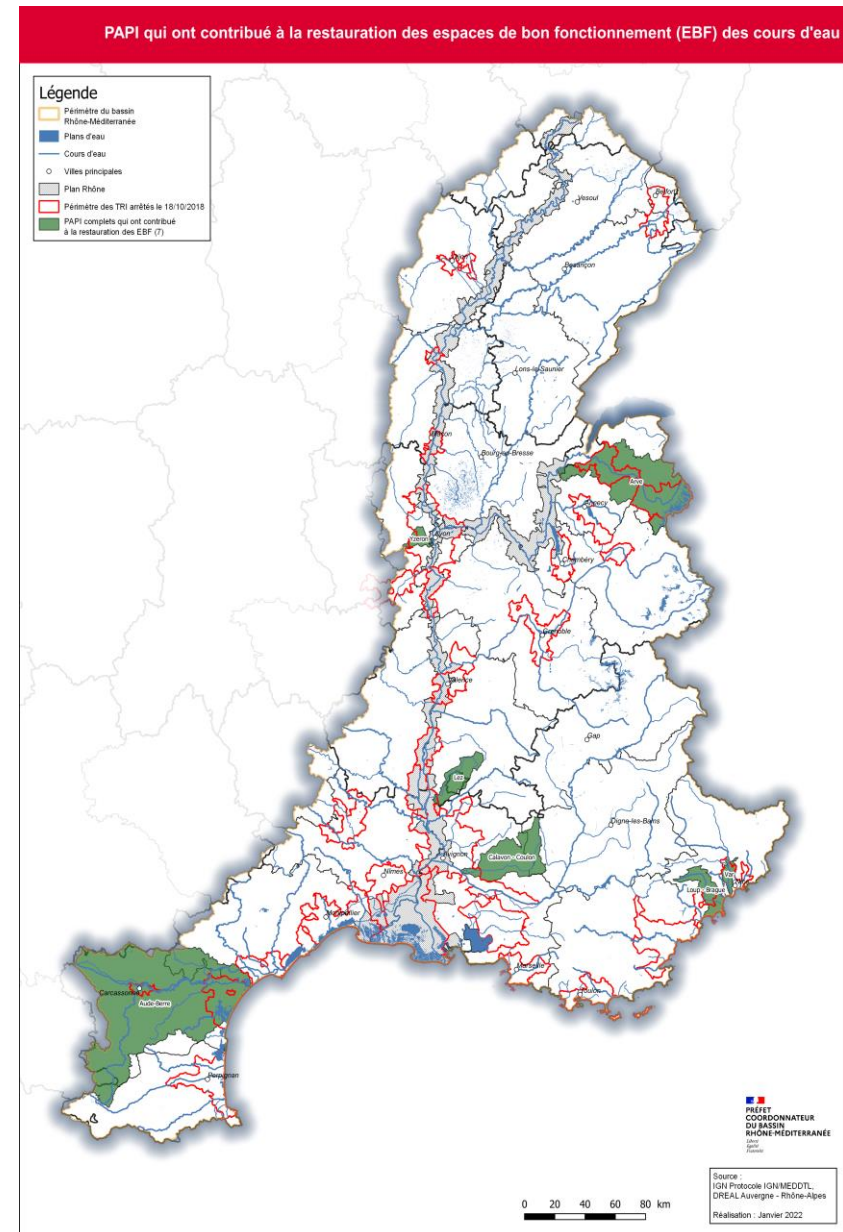 PAPI qui ont contribué à la restauration des espaces de bon fonctionnement (EBF) des cours d'eau
Légende
Périmètre du bassin
Rhône-Méditerranée
Plans d'eau
Cours d'eau
Villes principales
Plan Rhône
Périmètre des TRI arrêtés le 18/10/2018
PAPI complets qui ont contribué
à la restauration des EBF (7)
Vesoul
Belfort
Dijon
Besançon
Lons-le-Saunier
Mâcon
Bourg-en-Bresse
Arve
Annecy
Yzeron
Lyon
Chambéry
Grenoble
Valence
Gap
Lez
Digne-les-Bains
Avignon
Calavon - Coulon
Nîmes
Var
Loup - Brague
Montpellier
Marseille
Toulon
Carcassonne
Aude-Berre
Perpignan
PRÉFET
COORDONNATEUR
DU BASSIN
RHÔNE-MÉDITERRANÉE
Liberté
Égalité
Fraternité
Source :
IGN Protocole IGN/MEDDTL,
DREAL Auvergne - Rhône-Alpes
Réalisation : Janvier 2022
0 20 40 60 80 km